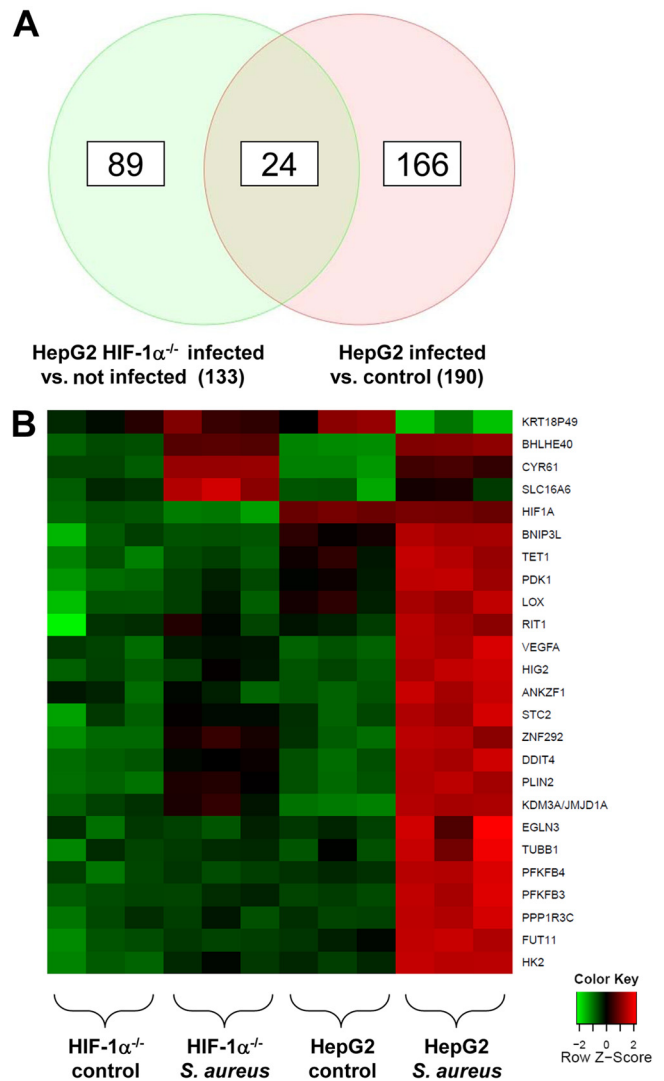 A
89
24
166
HepG2 HIF-1α-/- infected
vs. not infected (133)
HepG2 infected
vs. control (190)
B
KRT18P49
BHLHE40
CYR61
SLC16A6
HIF1A
BNIP3L
TET1
PDK1
LOX
RIT1
VEGFA
HIG2
ANKZF1
STC2
ZNF292
DDIT4
PLIN2
KDM3A/JMJD1A
EGLN3
TUBB1
PFKFB4
PFKFB3
PPP1R3C
FUT11
HK2
HIF-1α-/-
control
HIF-1α-/-
S. aureus
HepG2
control
HepG2
S. aureus
Color Key
−2 0 2
Row Z−Score